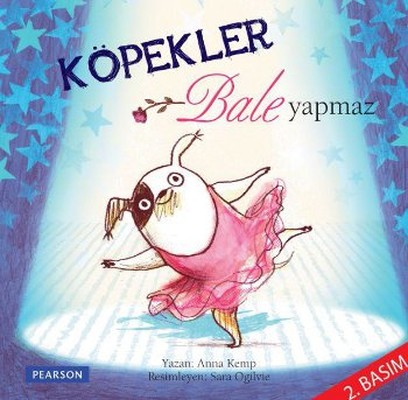 KÖPEKLER
Bale yapmaz
Yazan: Anna Kemp
Resimleyen: Sara Ogilvie
PEARSON
2. BASIM